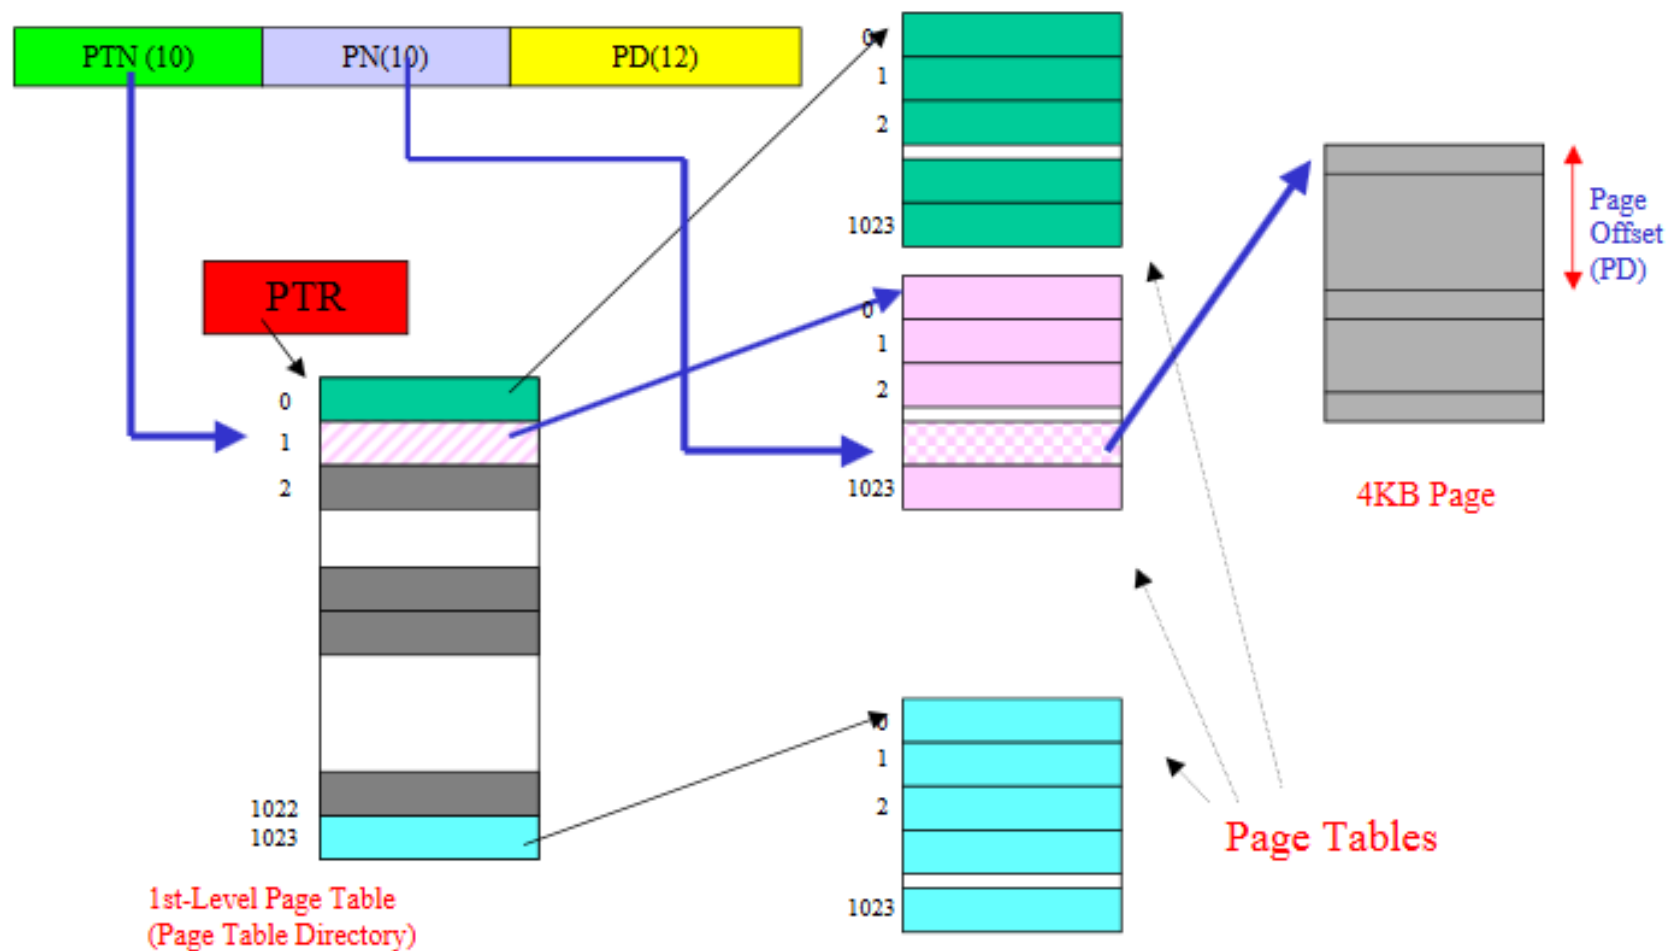 PTN (10)
PN(10)
PD(12)
PTR
0
1
2
1022
1023
1st-Level Page Table
(Page Table Directory)
0
1
2
1023
0
1
2
1023
0
1
2
1023
Page
Offset
(PD)
4KB Page
Page Tables